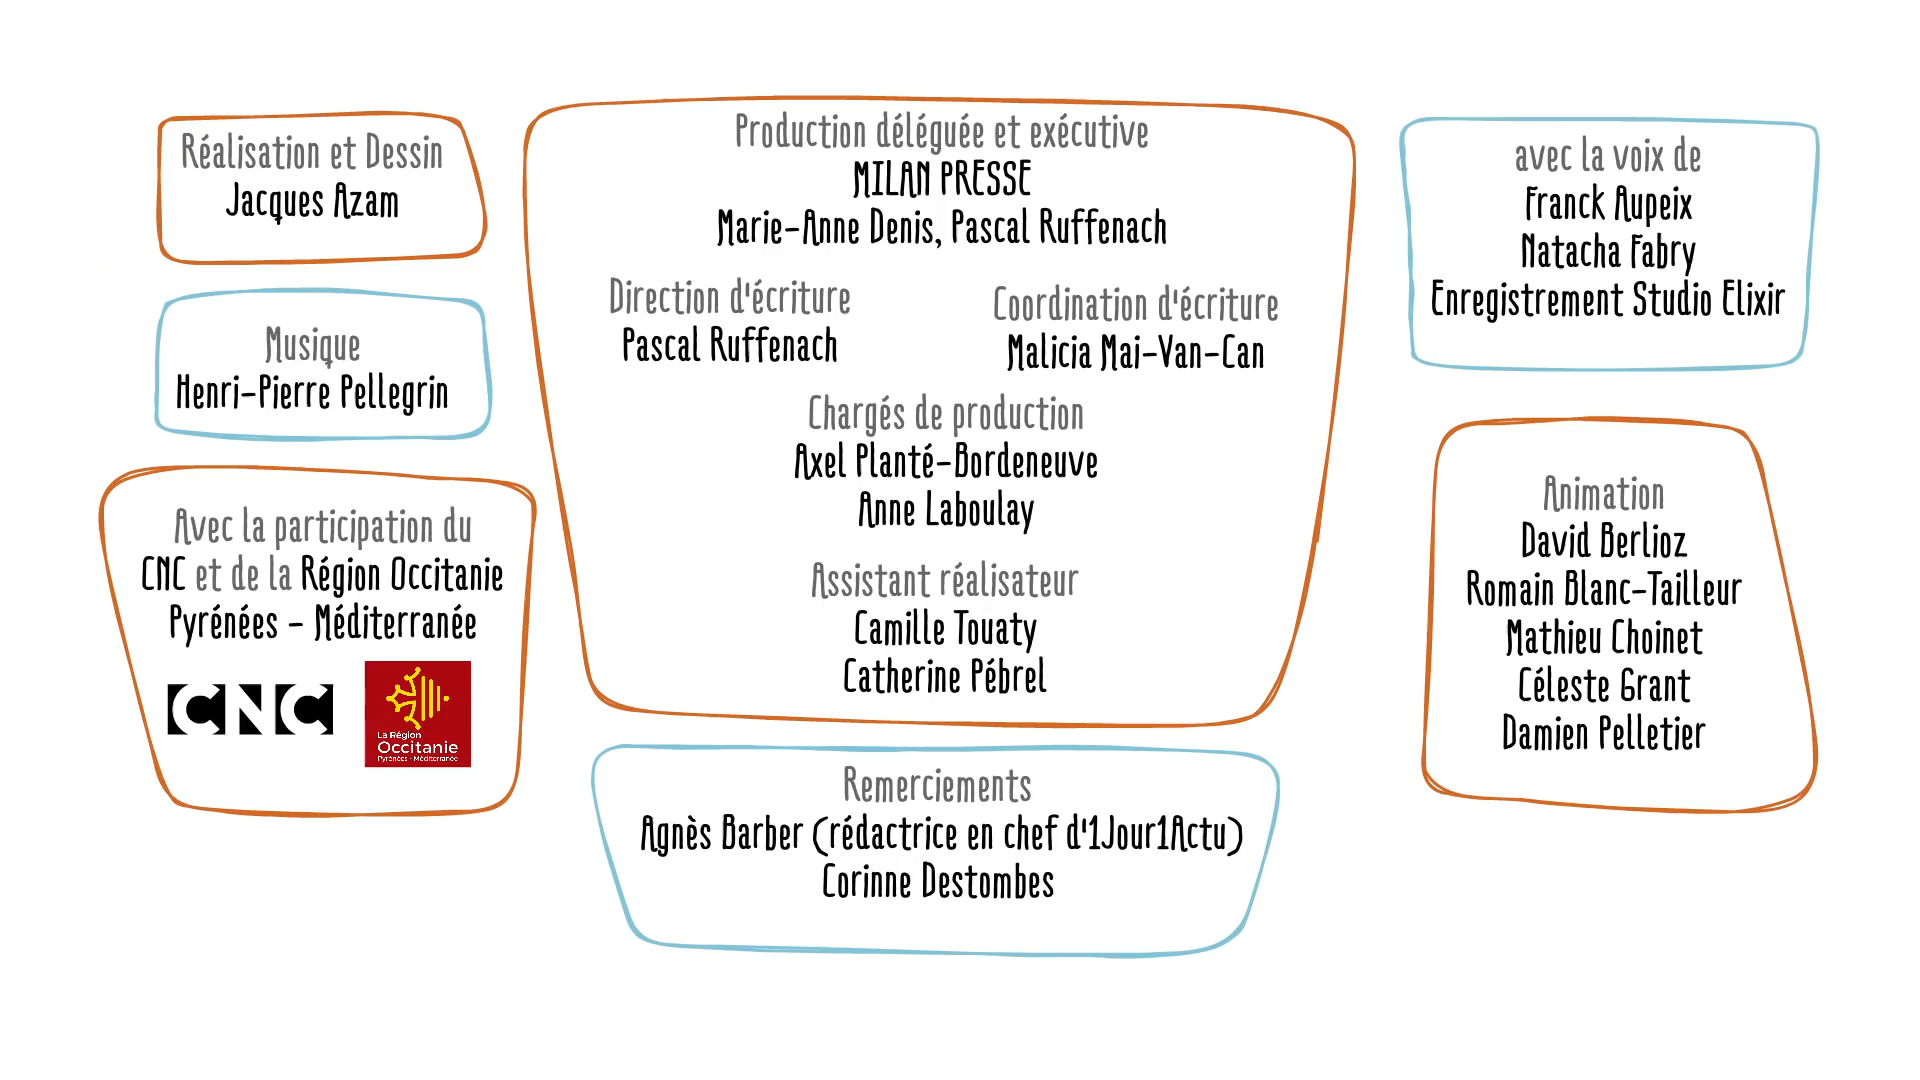 Réalisation et Dessin
Jacques Azam
Musique
Henri-Pierre Pellegrin
Avec la participation du
CNC et de la Région Occitanie
Pyrénées - Méditerranée
CNC
La Région
Occitanie
Pyrénées - Méditerranée
Production déléguée et exécutive
MILAN PRESSE
Marie-Anne Denis, Pascal Ruffenach
Direction d'écriture
Pascal Ruffenach
Coordination d'écriture
Malicia Mai-Van-Can
Chargés de production
Axel Planté-Bordeneuve
Anne Laboulay
Assistant réalisateur
Camille Touaty
Catherine Pébrel
Remerciements
Agnès Barber (rédactrice en chef d'1Jour1Actu)
Corinne Destombes
avec la voix de
Franck Aupeix
Natacha Fabry
Enregistrement Studio Elixir
Animation
David Berlioz
Romain Blanc-Tailleur
Mathieu Choinet
Céleste Grant
Damien Pelletier